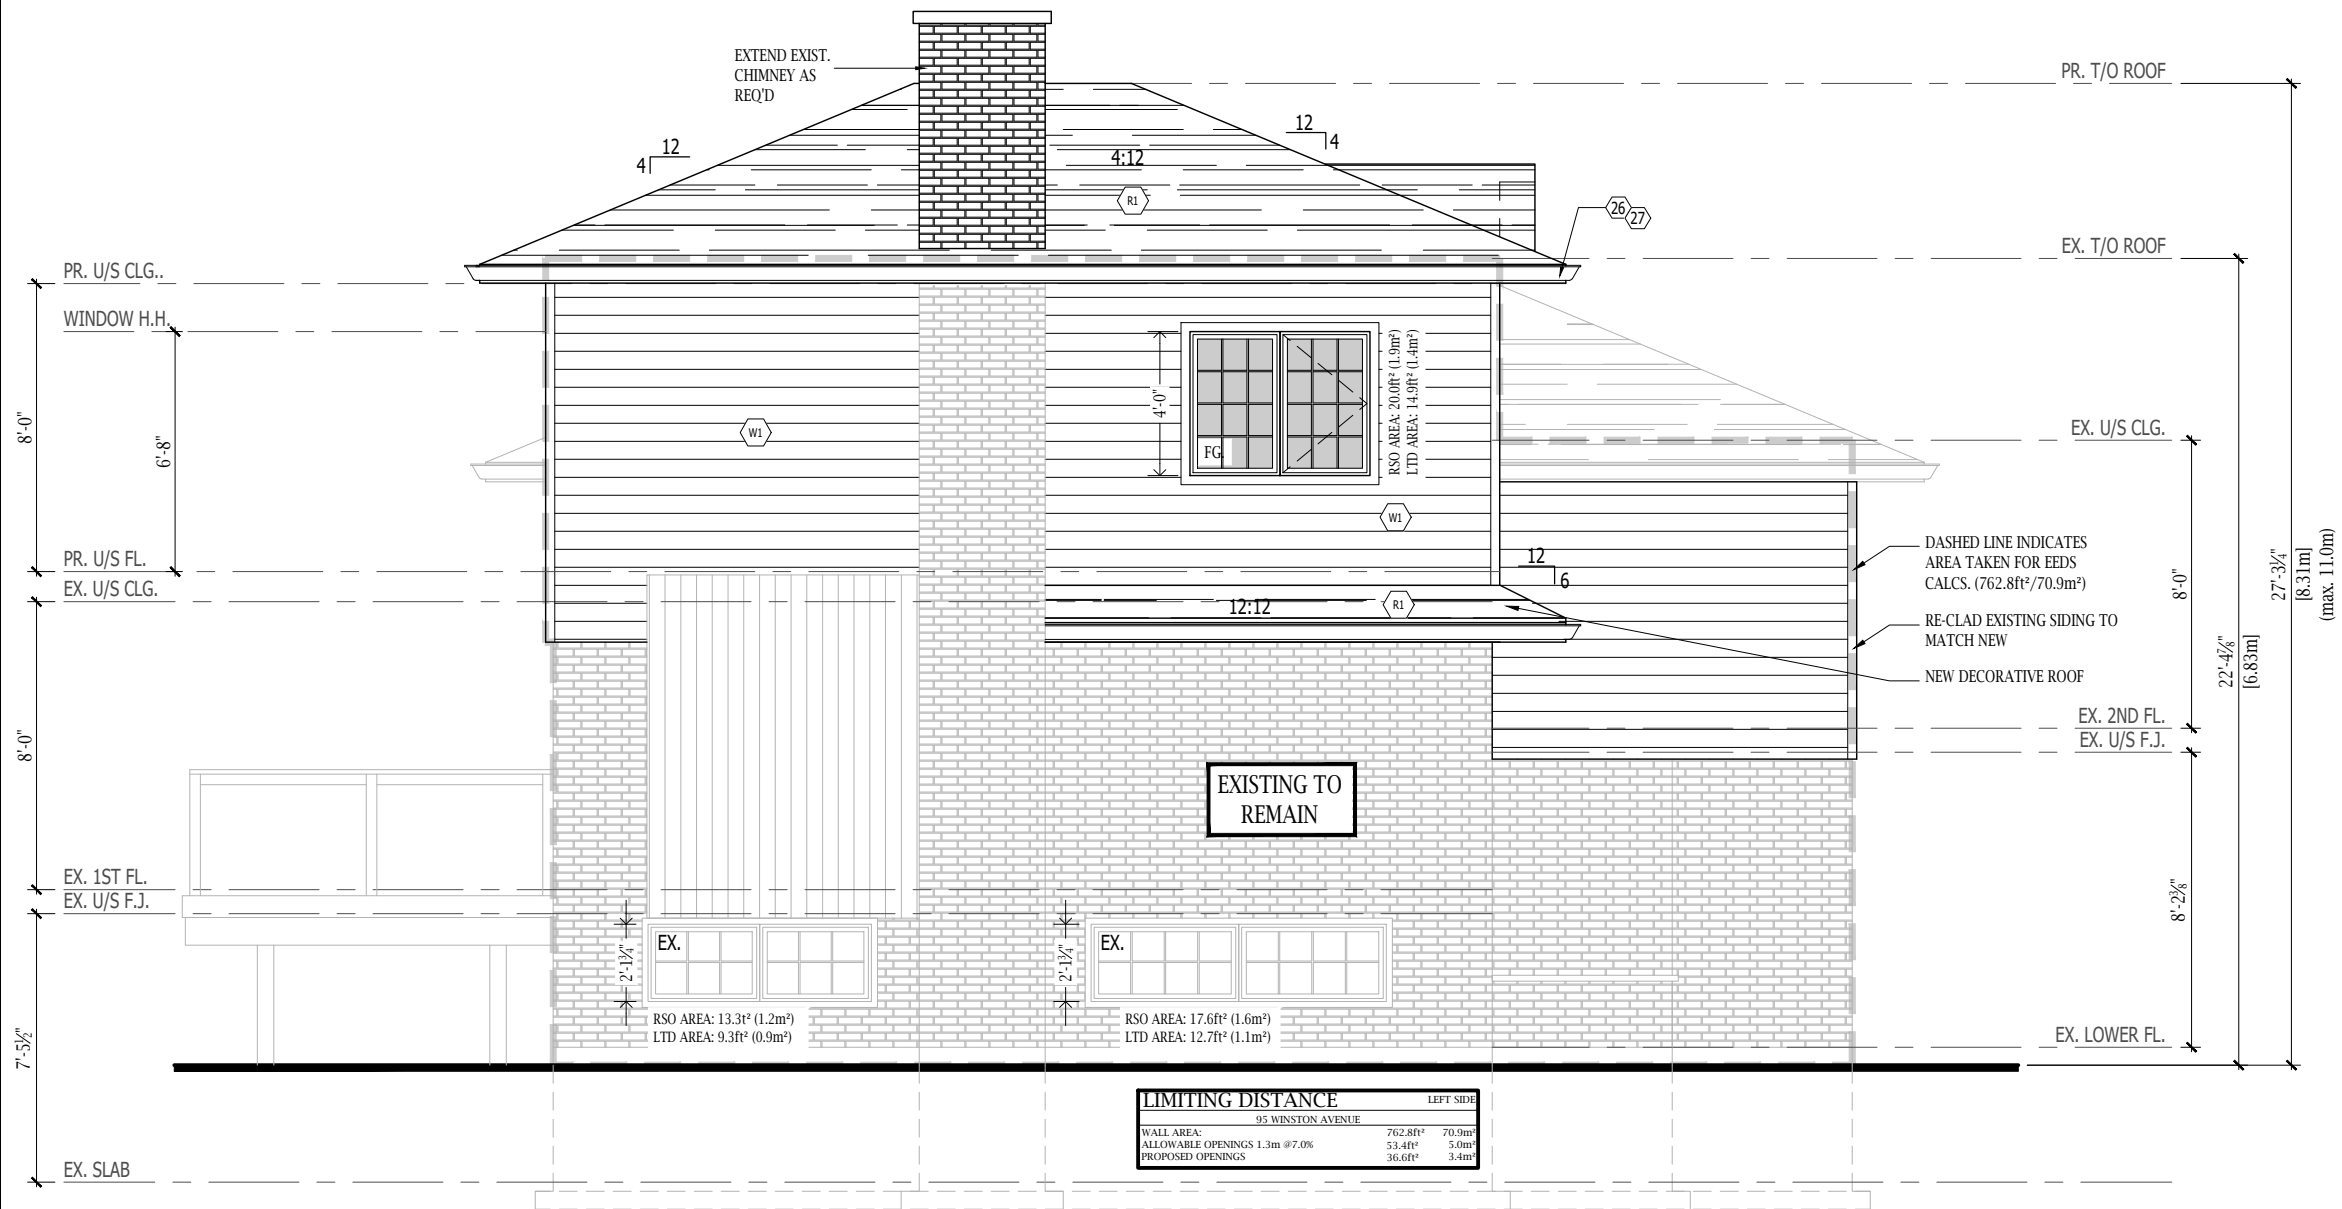 EXTEND EXIST.
CHIMNEY AS
REQ'D
PR. T/O ROOF
12
4
12
4
4:12
R1
26
27
EX. T/O ROOF
PR. U/S CLG..
WINDOW H.H.
8'-0"
6'-8"
4'-0"
FG.
RSO AREA: 20.0ft² (1.9m²)
LTD AREA: 14.9ft² (1.4m²)
W1
W1
EX. U/S CLG.
DASHED LINE INDICATES
AREA TAKEN FOR EEDS
CALCS. (762.8ft²/70.9m²)
RE-CLAD EXISTING SIDING TO
MATCH NEW
NEW DECORATIVE ROOF
8'-0"
27'-3¼"
[8.31m]
(max. 11.0m)
22'-4⅞"
[6.83m]
PR. U/S FL.
EX. U/S CLG.
12
6
12:12
R1
8'-0"
EX. 2ND FL.
EX. U/S F.J.
EXISTING TO
REMAIN
EX. 1ST FL.
EX. U/S F.J.
8'-2⅜"
EX.
2'-1¾"
EX.
2'-1¾"
RSO AREA: 13.3t² (1.2m²)
LTD AREA: 9.3ft² (0.9m²)
RSO AREA: 17.6ft² (1.6m²)
LTD AREA: 12.7ft² (1.1m²)
7'-5½"
EX. LOWER FL.
LIMITING DISTANCE LEFT SIDE
95 WINSTON AVENUE
WALL AREA: 762.8ft² 70.9m²
ALLOWABLE OPENINGS 1.3m @7.0% 53.4ft² 5.0m²
PROPOSED OPENINGS 36.6ft² 3.4m²
EX. SLAB